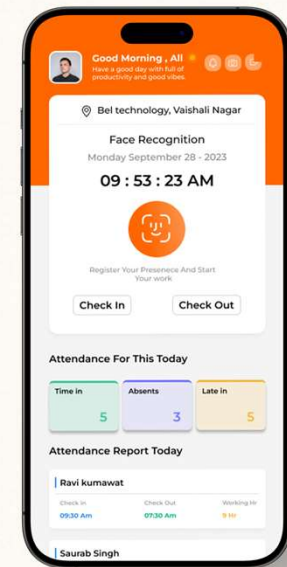 Good Morning , All
Have a good day with full of
productivity and good vibes.
Bel technology, Vaishali Nagar
Face Recognition
Monday September 28 - 2023
09 : 53 : 23 AM
Register Your Presenece And Start
Your work
Check In Check Out
Attendance For This Today
Time in Absents Late in
5 3 5
Attendance Report Today
Ravi kumawat
Check in Check Out Working Hr
09:30 Am 07:30 Am 9 Hr
Saurab Singh